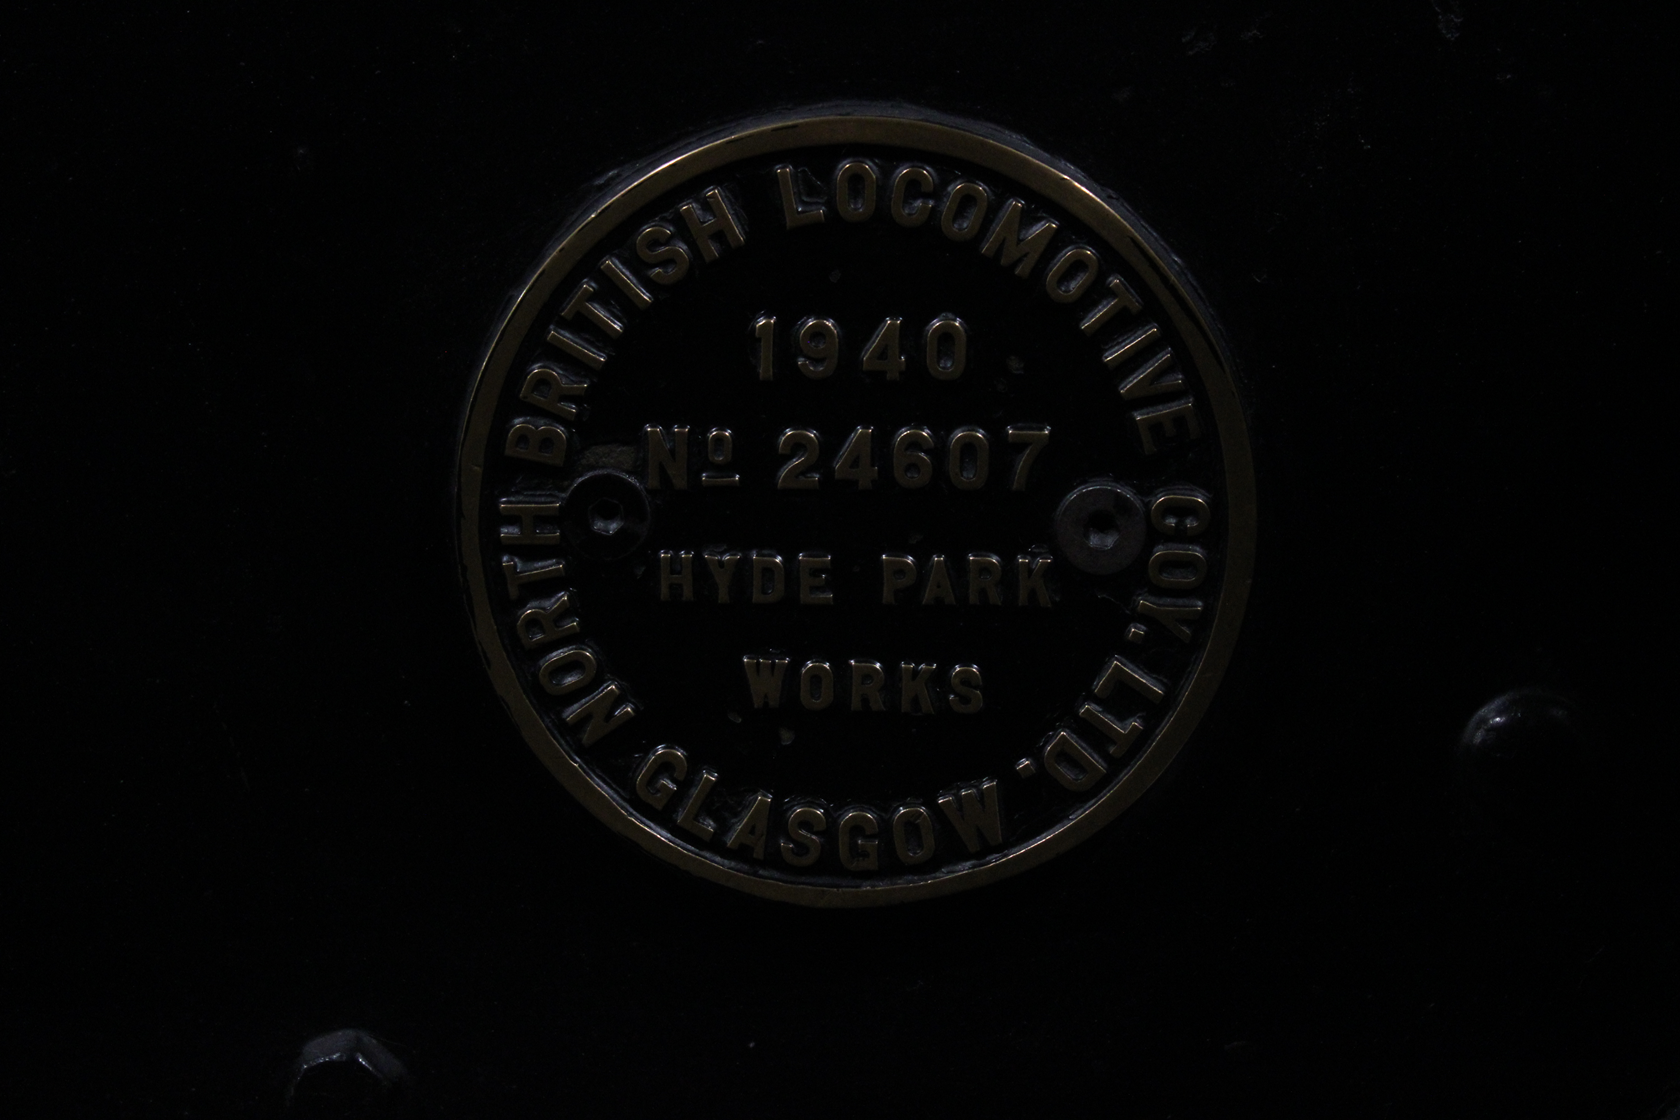 NORTH BRITISH LOCOMOTIVE COY. LTD.
GLASGOW
1940
Nº 24607
HYDE PARK
WORKS